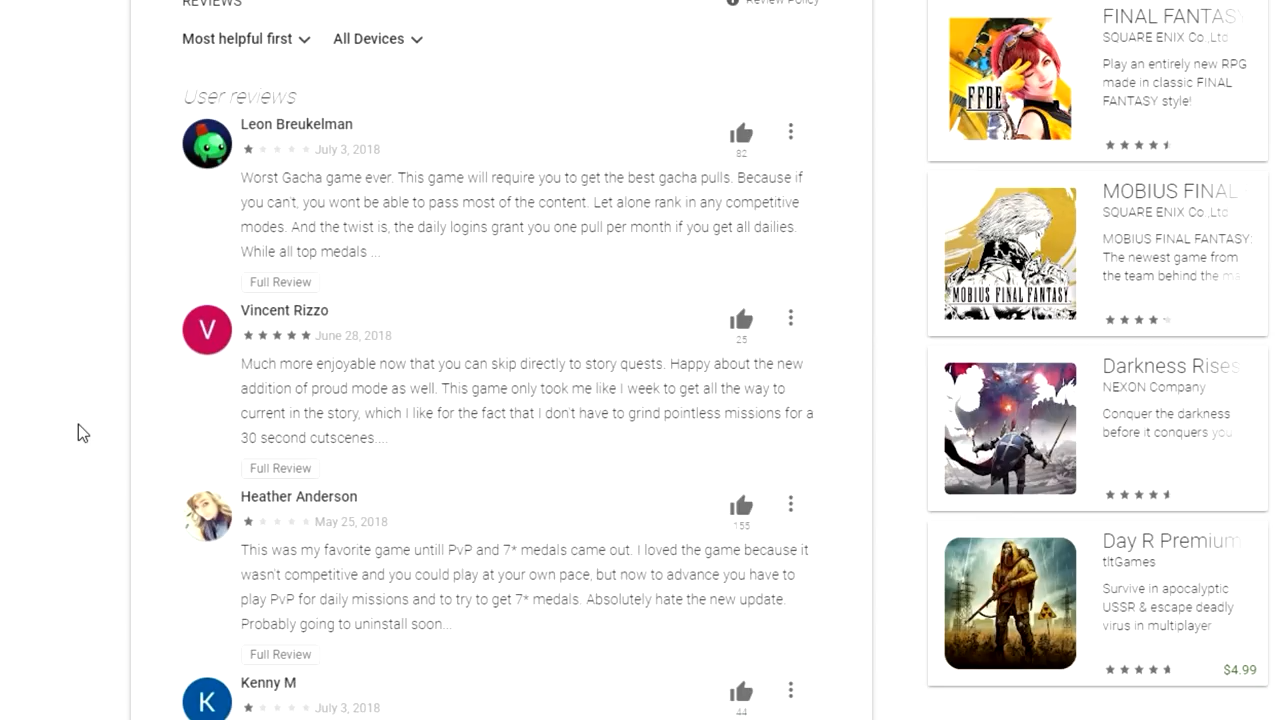 REVIEWS
Review Policy
Most helpful first
All Devices
User reviews
Leon Breukelman
July 3, 2018
82
Worst Gacha game ever. This game will require you to get the best gacha pulls. Because if
you can't, you wont be able to pass most of the content. Let alone rank in any competitive
modes. And the twist is, the daily logins grant you one pull per month if you get all dailies.
While all top medals ...
Full Review
Vincent Rizzo
June 28, 2018
25
Much more enjoyable now that you can skip directly to story quests. Happy about the new
addition of proud mode as well. This game only took me like I week to get all the way to
current in the story, which I like for the fact that I don't have to grind pointless missions for a
30 second cutscenes....
Full Review
Heather Anderson
May 25, 2018
155
This was my favorite game untill PvP and 7* medals came out. I loved the game because it
wasn't competitive and you could play at your own pace, but now to advance you have to
play PvP for daily missions and to try to get 7* medals. Absolutely hate the new update.
Probably going to uninstall soon...
Full Review
V
K
Kenny M
July 3, 2018
44
FINAL FANTASY
SQUARE ENIX Co.,Ltd
Play an entirely new RPG
made in classic FINAL
FANTASY style!
FFBE
MOBIUS FINAL
SQUARE ENIX Co.,Ltd
MOBIUS FINAL FANTASY:
The newest game from
the team behind the ma
MOBIUS FINAL FANTASY
Darkness Rises
NEXON Company
Conquer the darkness
before it conquers you
Day R Premium
tltGames
Survive in apocalyptic
USSR & escape deadly
virus in multiplayer
$4.99